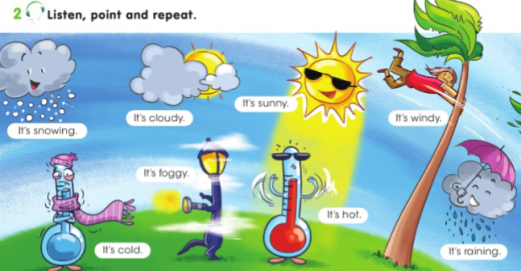 2 Listen, point and repeat.
It's snowing.
It's cloudy.
It's sunny.
It's windy.
It's foggy.
It's hot.
It's cold.
It's raining.